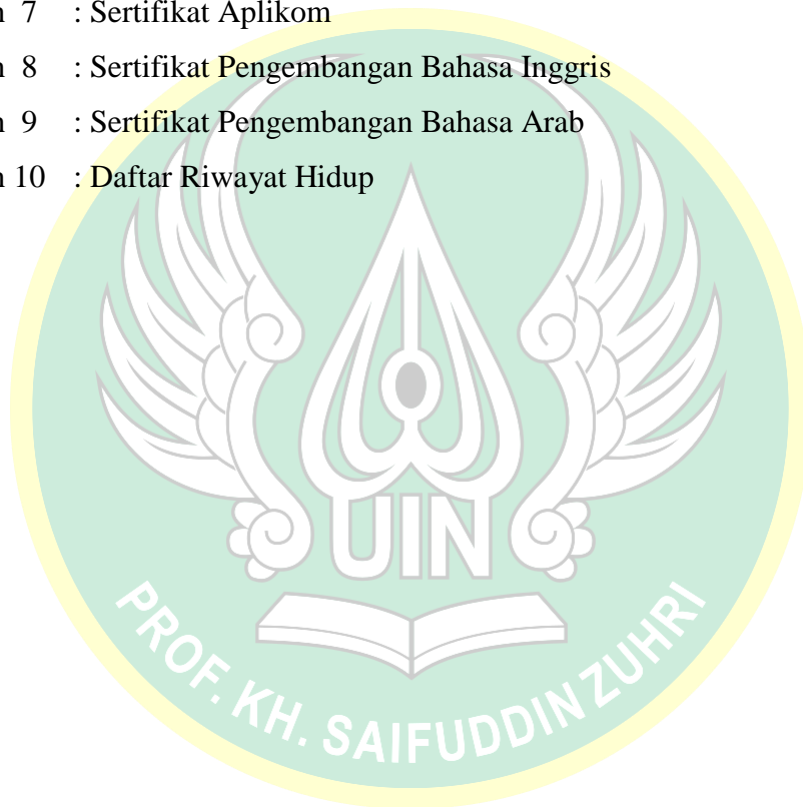 n 7 : Sertifikat Aplikom
n 8 : Sertifikat Pengembangan Bahasa Inggris
n 9 : Sertifikat Pengembangan Bahasa Arab
n 10 : Daftar Riwayat Hidup
UIN
PROF. KH. SAIFUDDIN ZUHRI